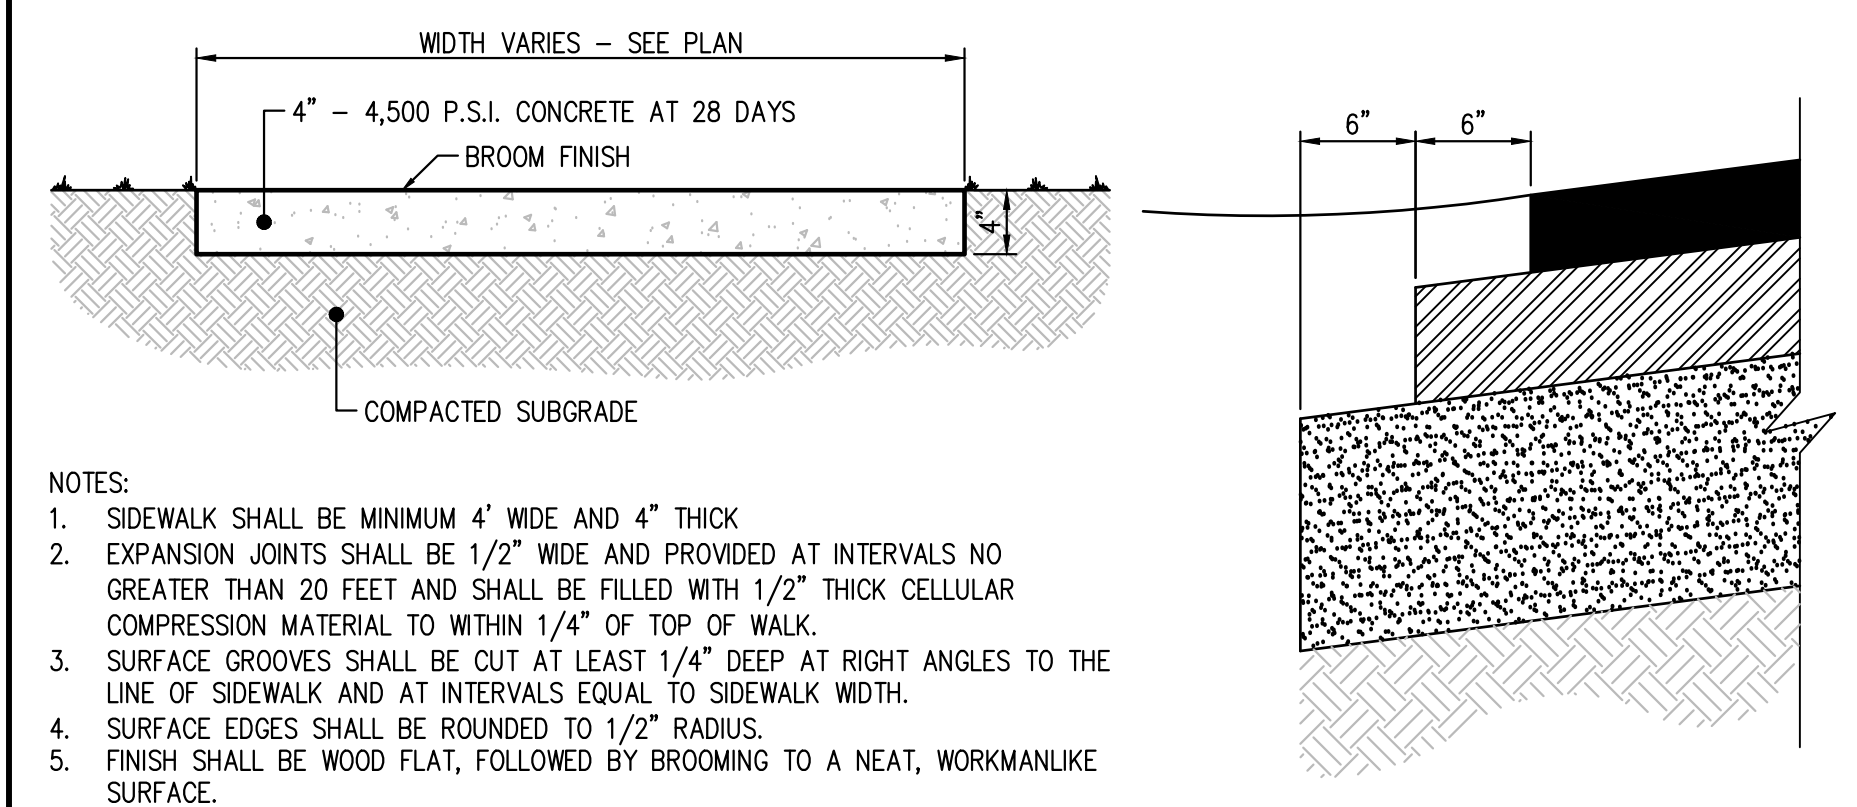 WIDTH VARIES – SEE PLAN
4” – 4,500 P.S.I. CONCRETE AT 28 DAYS
BROOM FINISH
4”
COMPACTED SUBGRADE
6” 6”
NOTES:
1. SIDEWALK SHALL BE MINIMUM 4’ WIDE AND 4” THICK
2. EXPANSION JOINTS SHALL BE 1/2” WIDE AND PROVIDED AT INTERVALS NO
GREATER THAN 20 FEET AND SHALL BE FILLED WITH 1/2” THICK CELLULAR
COMPRESSION MATERIAL TO WITHIN 1/4” OF TOP OF WALK.
3. SURFACE GROOVES SHALL BE CUT AT LEAST 1/4” DEEP AT RIGHT ANGLES TO THE
LINE OF SIDEWALK AND AT INTERVALS EQUAL TO SIDEWALK WIDTH.
4. SURFACE EDGES SHALL BE ROUNDED TO 1/2” RADIUS.
5. FINISH SHALL BE WOOD FLAT, FOLLOWED BY BROOMING TO A NEAT, WORKMANLIKE
SURFACE.